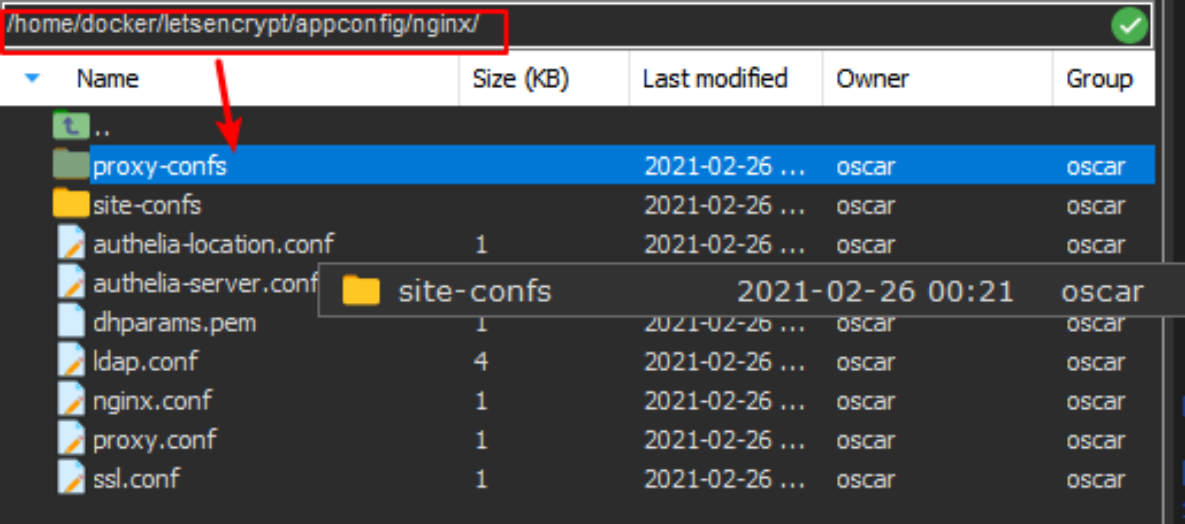 /home/docker/letsencrypt/appconfig/nginx/
Name Size (KB) Last modified Owner Group
..
proxy-confs 2021-02-26 ... oscar oscar
site-confs 2021-02-26 ... oscar oscar
authelia-location.conf 1 2021-02-26 ... oscar oscar
authelia-server.conf
site-confs 2021-02-26 00:21 oscar
dhparams.pem 1 2021-02-26 ... oscar oscar
ldap.conf 4 2021-02-26 ... oscar oscar
nginx.conf 1 2021-02-26 ... oscar oscar
proxy.conf 1 2021-02-26 ... oscar oscar
ssl.conf 1 2021-02-26 ... oscar oscar